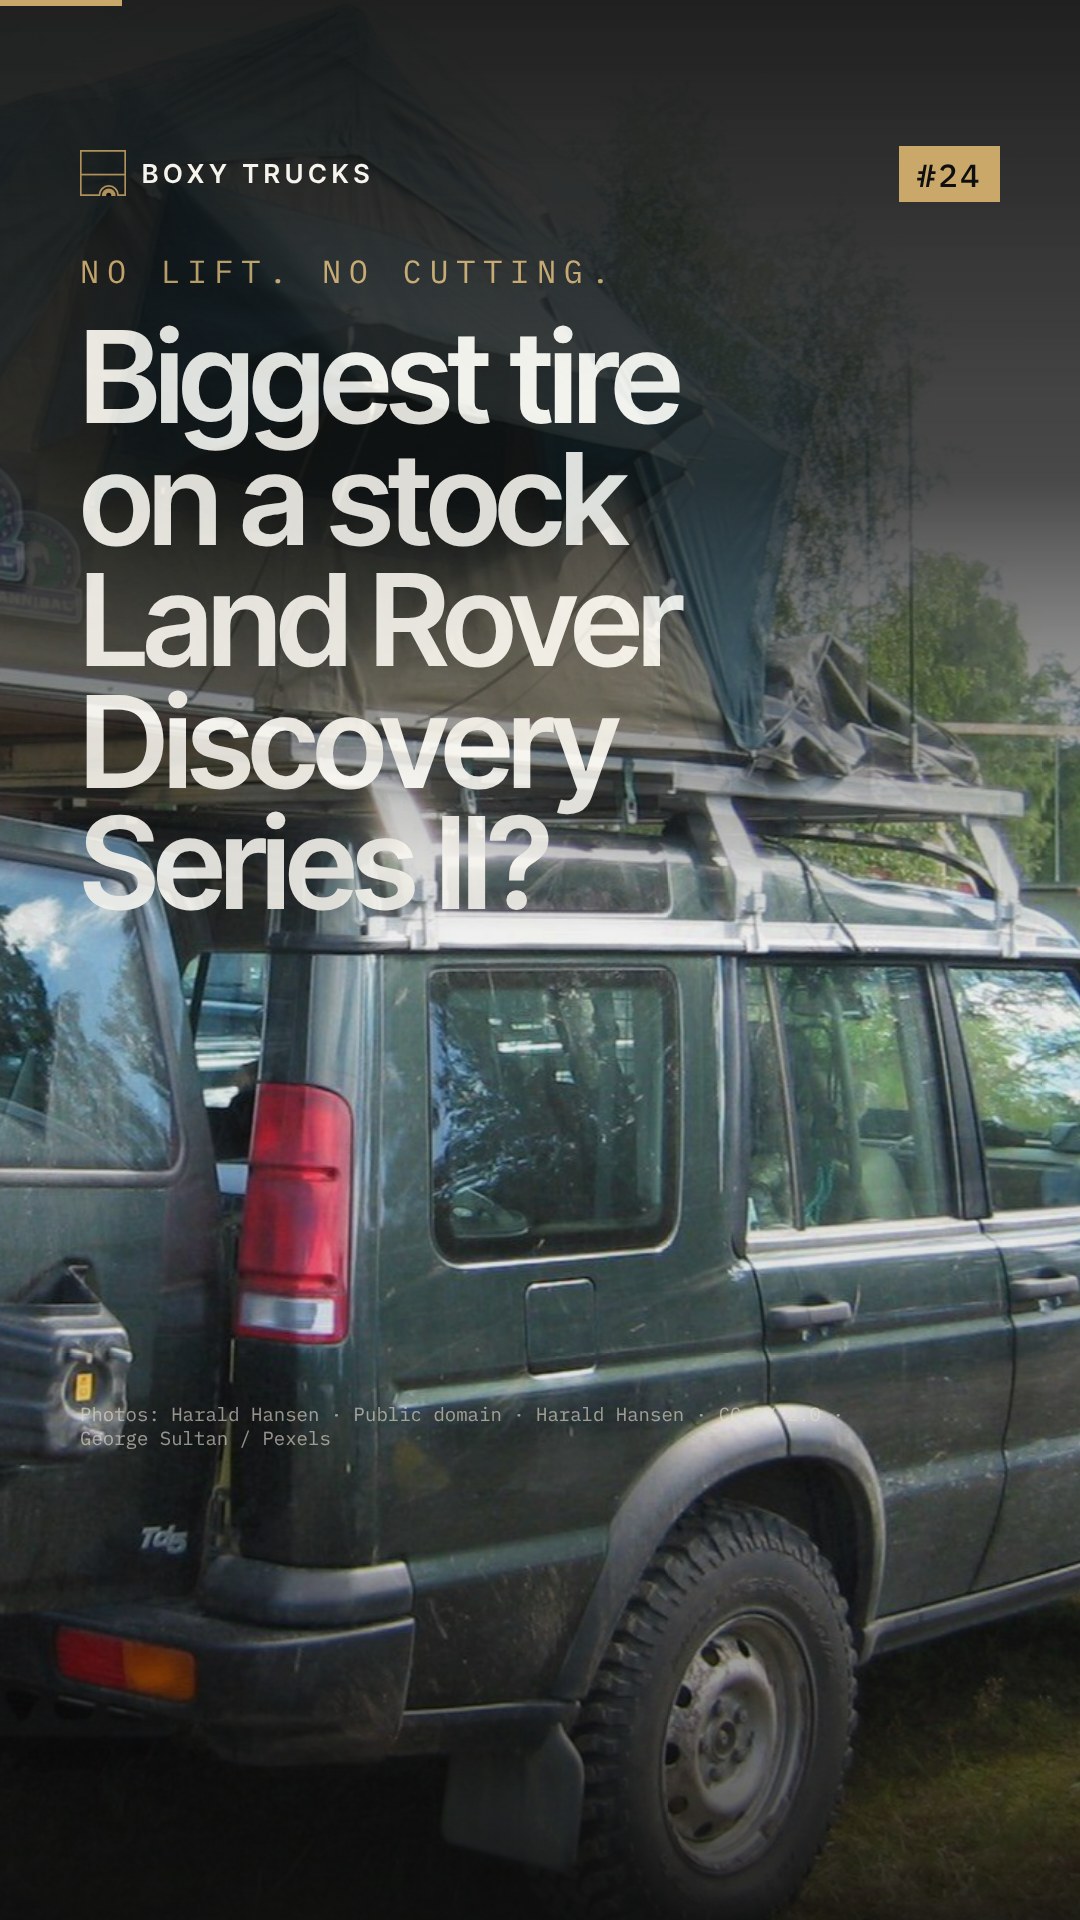 BOXY TRUCKS
#24
NO LIFT. NO CUTTING.
Biggest tire
on a stock
Land Rover
Discovery
Series II?
Photos: Harald Hansen · Public domain · Harald Hansen ·
George Sultan / Pexels
Td5